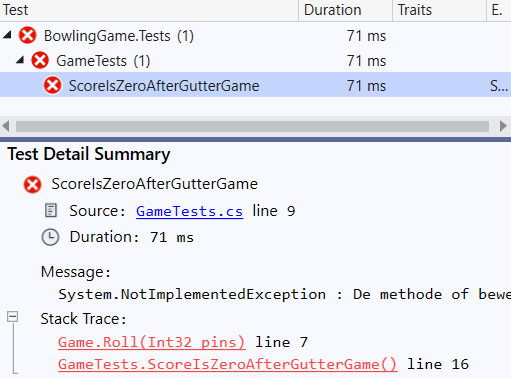 Test Duration Traits E.
BowlingGame.Tests (1) 71 ms
GameTests (1) 71 ms
ScoreIsZeroAfterGutterGame 71 ms S...
Test Detail Summary
ScoreIsZeroAfterGutterGame
Source: GameTests.cs line 9
Duration: 71 ms
Message:
System.NotImplementedException : De methode of bewe
Stack Trace:
Game.Roll(Int32 pins) line 7
GameTests.ScoreIsZeroAfterGutterGame() line 16